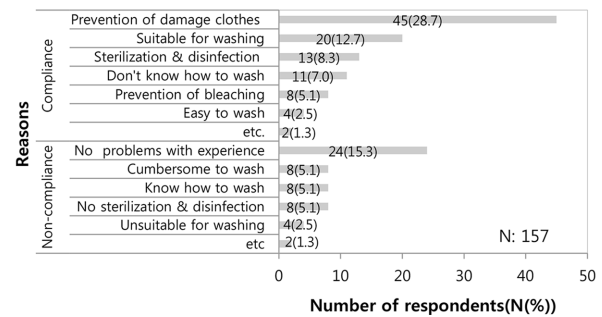 Reasons
Compliance
Prevention of damage clothes 45(28.7)
Suitable for washing 20(12.7)
Sterilization & disinfection 13(8.3)
Don't know how to wash 11(7.0)
Prevention of bleaching 8(5.1)
Easy to wash 4(2.5)
etc. 2(1.3)
Non-compliance
No problems with experience 24(15.3)
Cumbersome to wash 8(5.1)
Know how to wash 8(5.1)
No sterilization & disinfection 8(5.1)
Unsuitable for washing 4(2.5)
etc 2(1.3)
N: 157
0 10 20 30 40 50
Number of respondents(N(%))